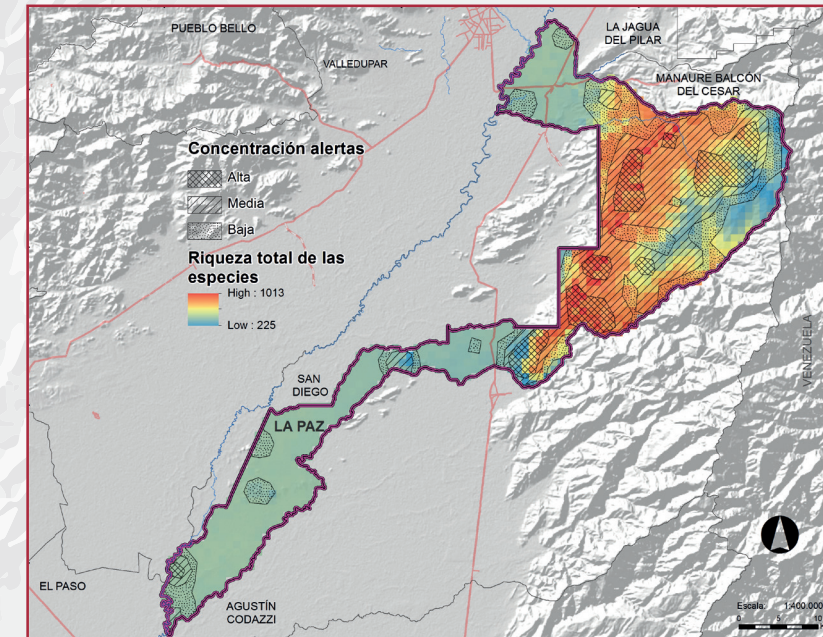 PUEBLO BELLO
LA JAGUA
DEL PILAR
VALLEDUPAR
MANAURE BALCÓN
DEL CESAR
Concentración alertas
Alta
Media
Baja
Riqueza total de las
especies
High : 1013
Low : 225
VENEZUELA
SAN
DIEGO
LA PAZ
EL PASO
AGUSTÍN
CODAZZI
Escala: 1:400.000
0 5 10